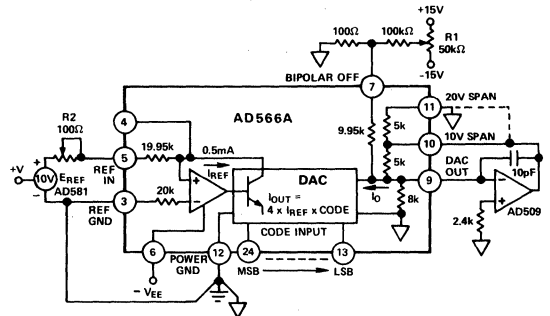 +15V
100Ω
100kΩ
R1
50kΩ
-15V
BIPOLAR OFF
7
AD566A
11
20V SPAN
4
R2
100Ω
9.95k
5k
10
10V SPAN
5
19.95k
0.5mA
5k
+V
+
10V
EREF
AD581
-
REF
IN
IREF
DAC
DAC
OUT
9
10pF
REF
GND
3
20k
IOUT =
4 × IREF × CODE
IO
8k
AD509
CODE INPUT
2.4k
6
POWER
GND
12
24
MSB
13
LSB
- VEE